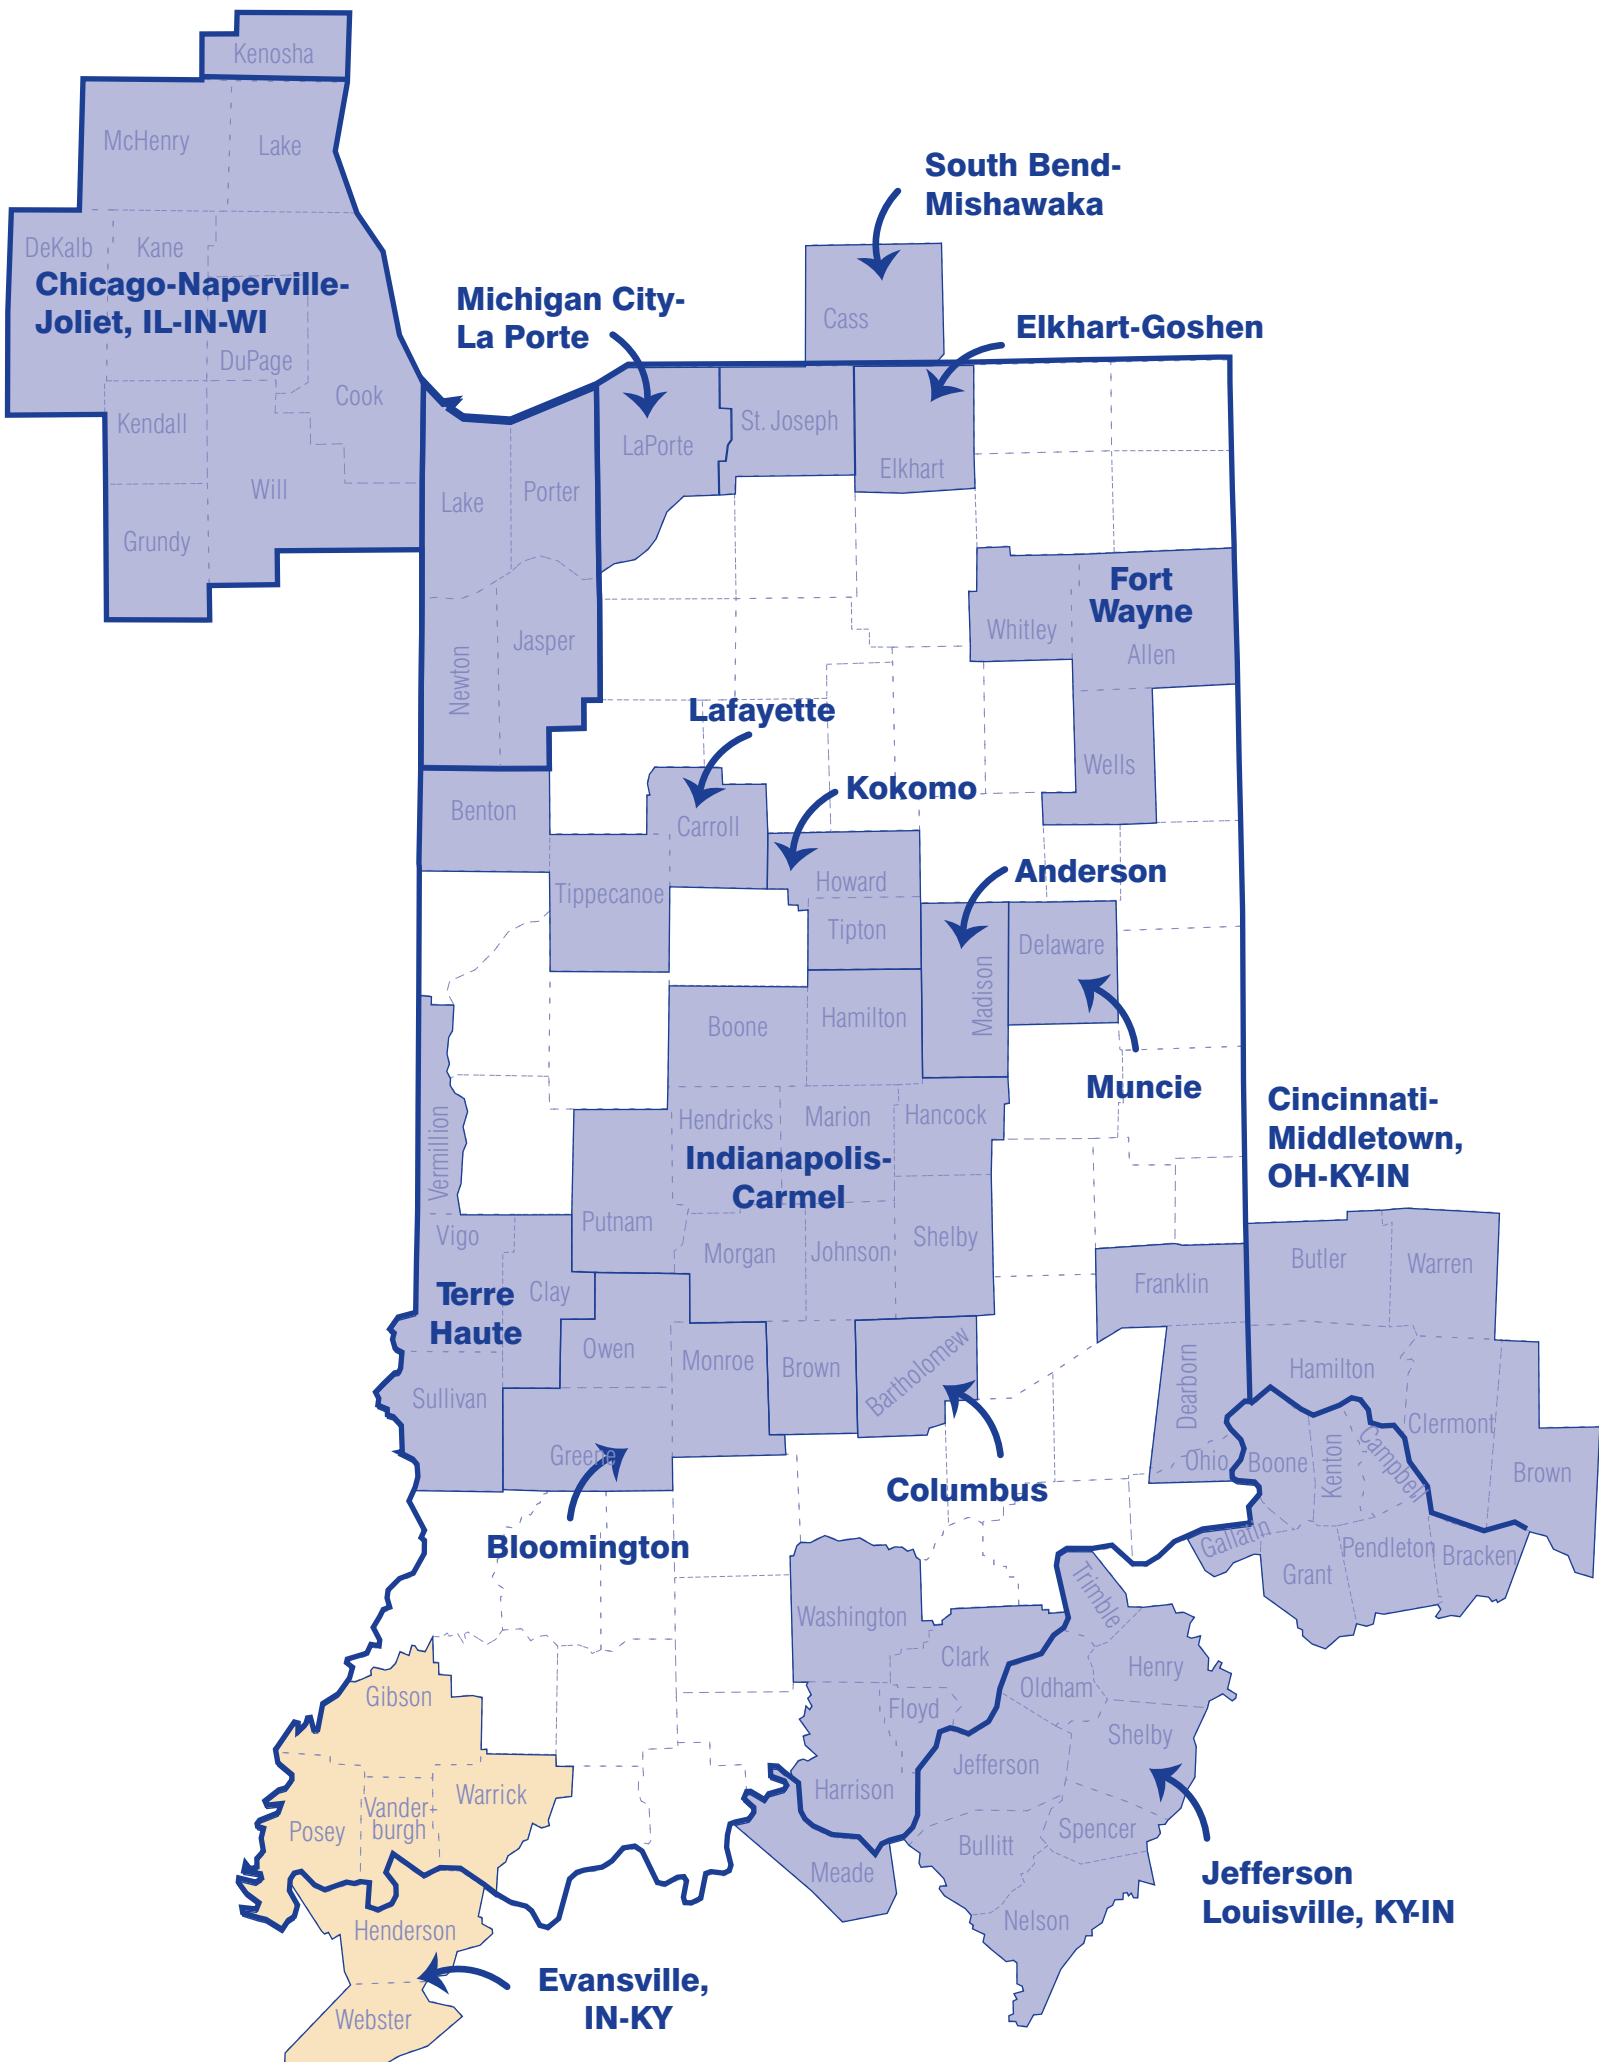 Kenosha
McHenry
Lake
South Bend-
Mishawaka
DeKalb
Kane
Chicago-Naperville-
Joliet, IL-IN-WI
Michigan City-
La Porte
Cass
Elkhart-Goshen
DuPage
Cook
Kendall
St. Joseph
LaPorte
Elkhart
Will
Lake
Porter
Grundy
Fort
Wayne
Whitley
Allen
Jasper
Newton
Lafayette
Wells
Kokomo
Benton
Carroll
Anderson
Howard
Tippecanoe
Tipton
Delaware
Madison
Boone
Hamilton
Muncie
Cincinnati-
Middletown,
OH-KY-IN
Hendricks
Marion
Hancock
Vermillion
Indianapolis-
Carmel
Putnam
Vigo
Morgan
Johnson
Shelby
Butler
Warren
Franklin
Clay
Terre
Haute
Owen
Monroe
Brown
Bartholomew
Dearborn
Hamilton
Sullivan
Clermont
Greene
Ohio
Boone
Kenton
Campbell
Brown
Columbus
Bloomington
Gallatin
Pendleton
Bracken
Grant
Trimble
Washington
Clark
Henry
Oldham
Gibson
Floyd
Shelby
Jefferson
Harrison
Warrick
Vander-
burgh
Posey
Spencer
Bullitt
Meade
Jefferson
Louisville, KY-IN
Nelson
Henderson
Evansville,
IN-KY
Webster